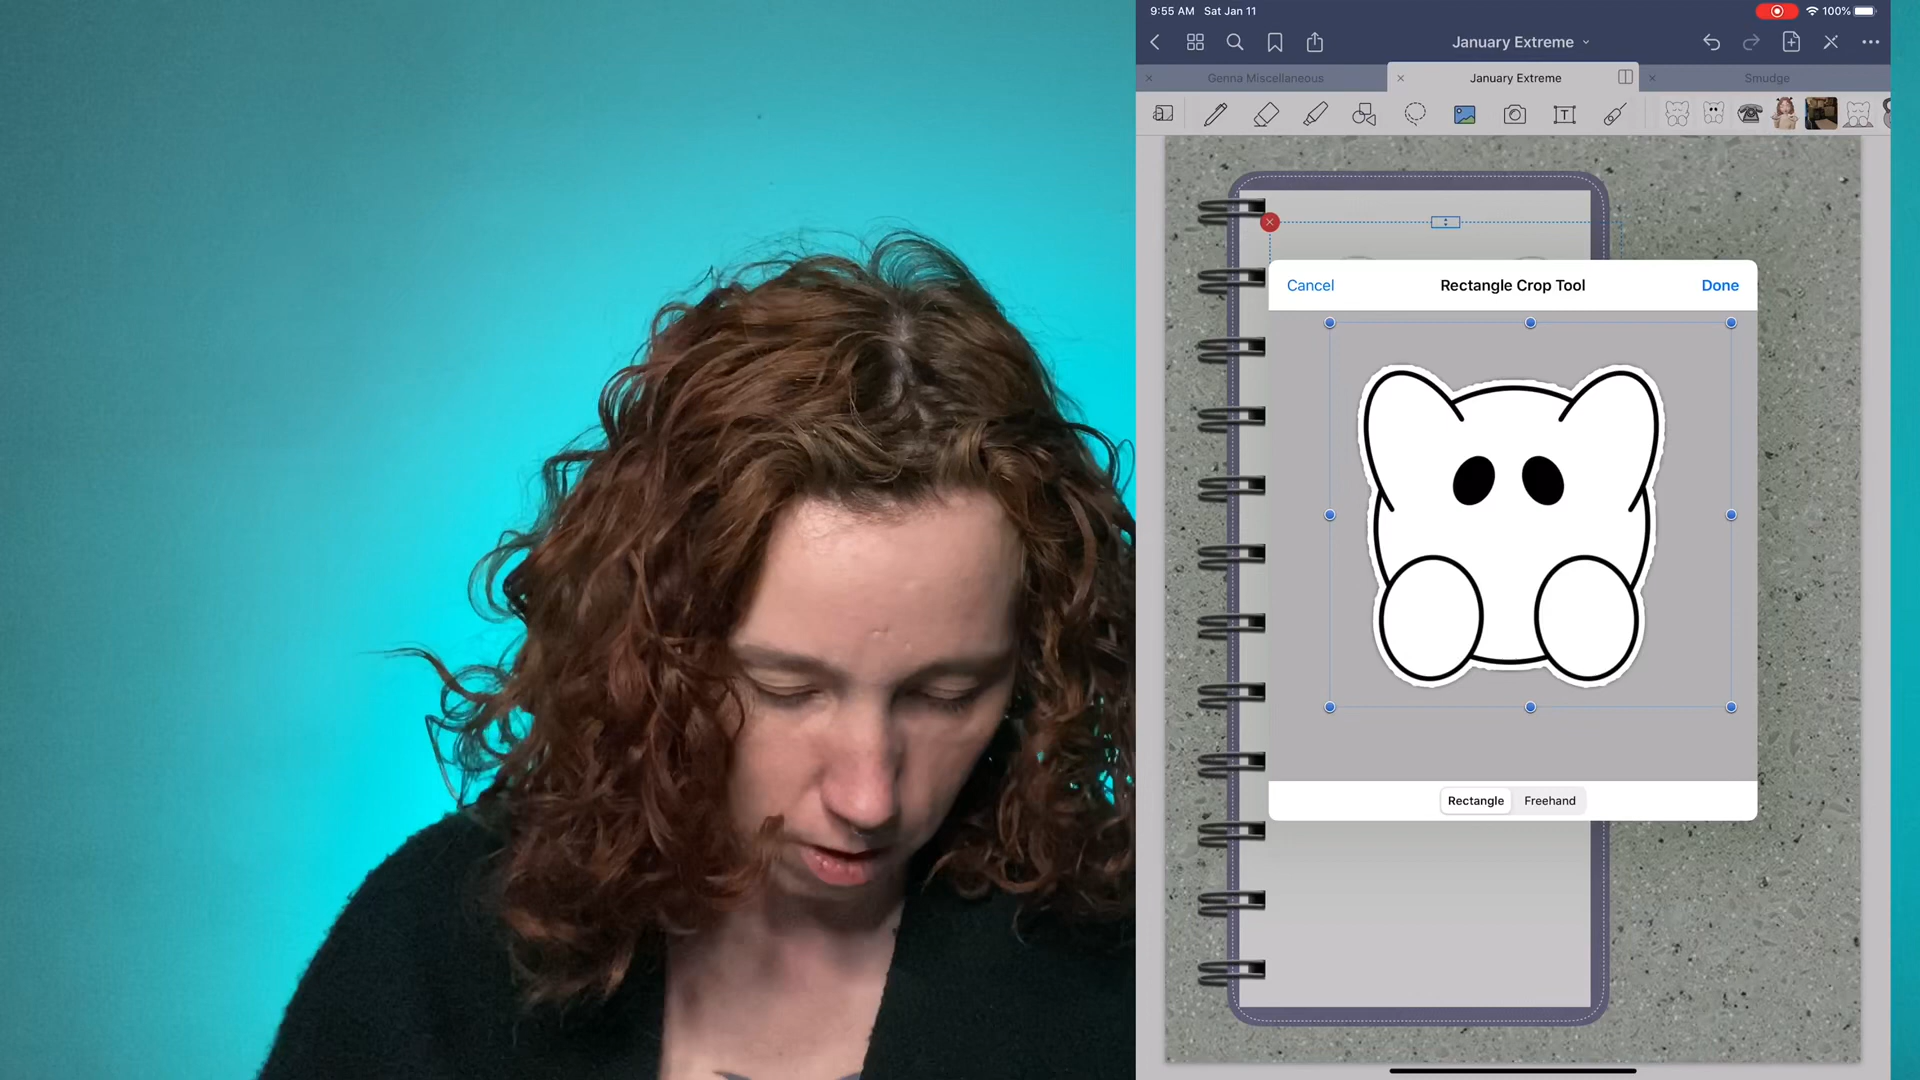 9:55 AM Sat Jan 11
100%
January Extreme
Genna Miscellaneous
January Extreme
Smudge
T
Cancel
Rectangle Crop Tool
Done
Rectangle
Freehand